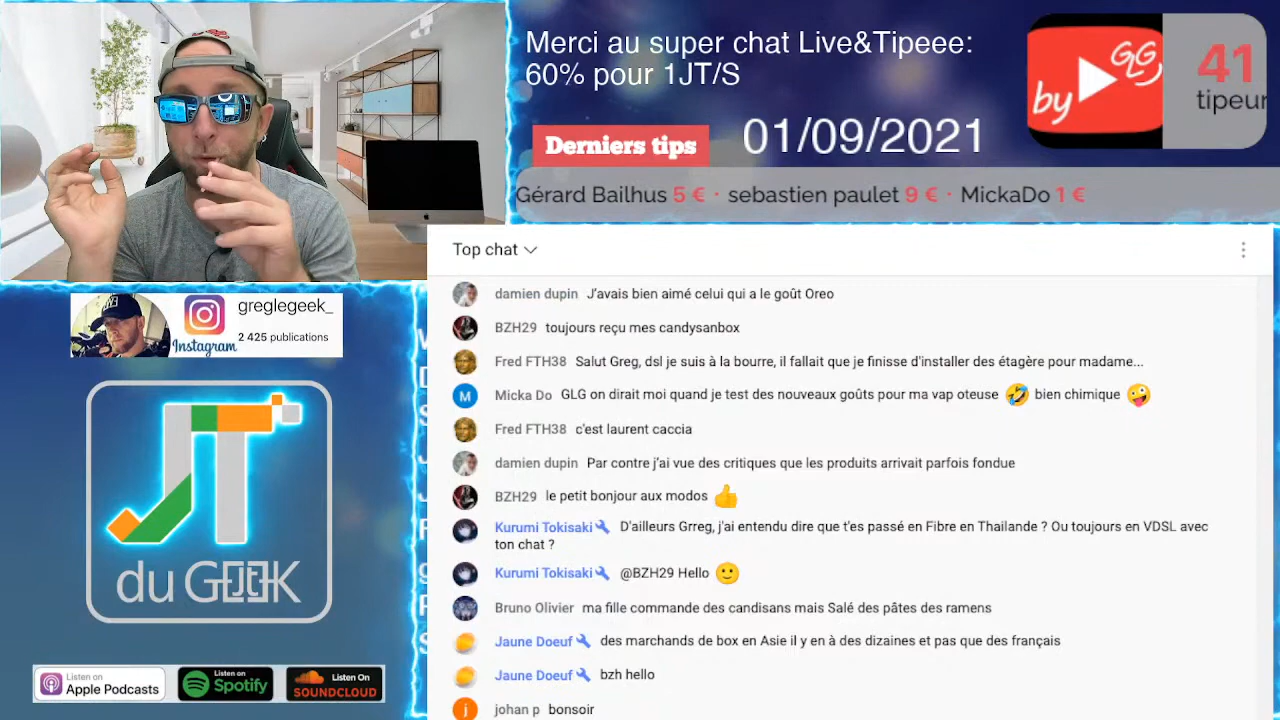 Merci au super chat Live&Tipeee:
60% pour 1JT/S
by GLG
41
tipeur
Derniers tips
01/09/2021
Gérard Bailhus 5 € · sebastien paulet 9 € · MickaDo 1 €
Top chat
damien dupin J'avais bien aimé celui qui a le goût Oreo
BZH29 toujours reçu mes candysanbox
Fred FTH38 Salut Greg, dsl je suis à la bourre, il fallait que je finisse d'installer des étagère pour madame...
M Micka Do GLG on dirait moi quand je test des nouveaux goûts pour ma vap oteuse 🤣 bien chimique 🤪
Fred FTH38 c'est laurent caccia
damien dupin Par contre j'ai vue des critiques que les produits arrivait parfois fondue
BZH29 le petit bonjour aux modos 👍
Kurumi Tokisaki D'ailleurs Grreg, j'ai entendu dire que t'es passé en Fibre en Thailande ? Ou toujours en VDSL avec
ton chat ?
Kurumi Tokisaki @BZH29 Hello 🙂
Bruno Olivier ma fille commande des candisans mais Salé des pâtes des ramens
Jaune Doeuf des marchands de box en Asie il y en à des dizaines et pas que des français
Jaune Doeuf bzh hello
j johan p bonsoir
greglegeek_
2 425 publications
Instagram
JT
du GEEK
Listen on
Apple Podcasts
Listen on
Spotify
Listen On
SOUNDCLOUD